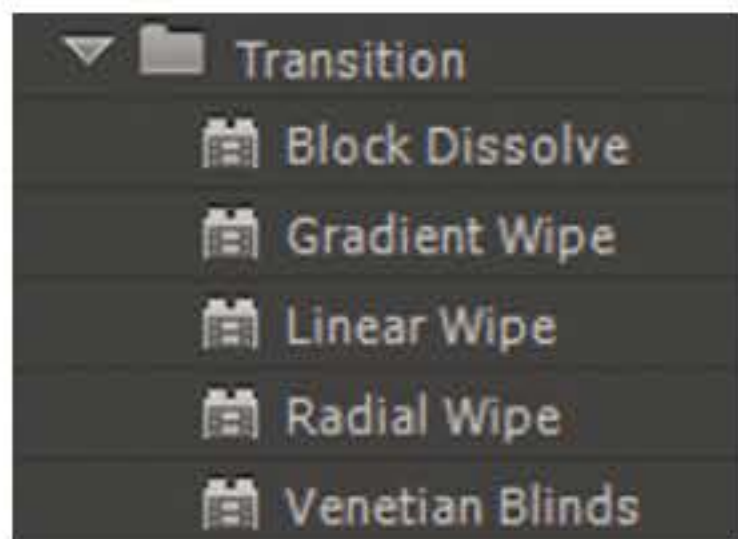 Transition
Block Dissolve
Gradient Wipe
Linear Wipe
Radial Wipe
Venetian Blinds